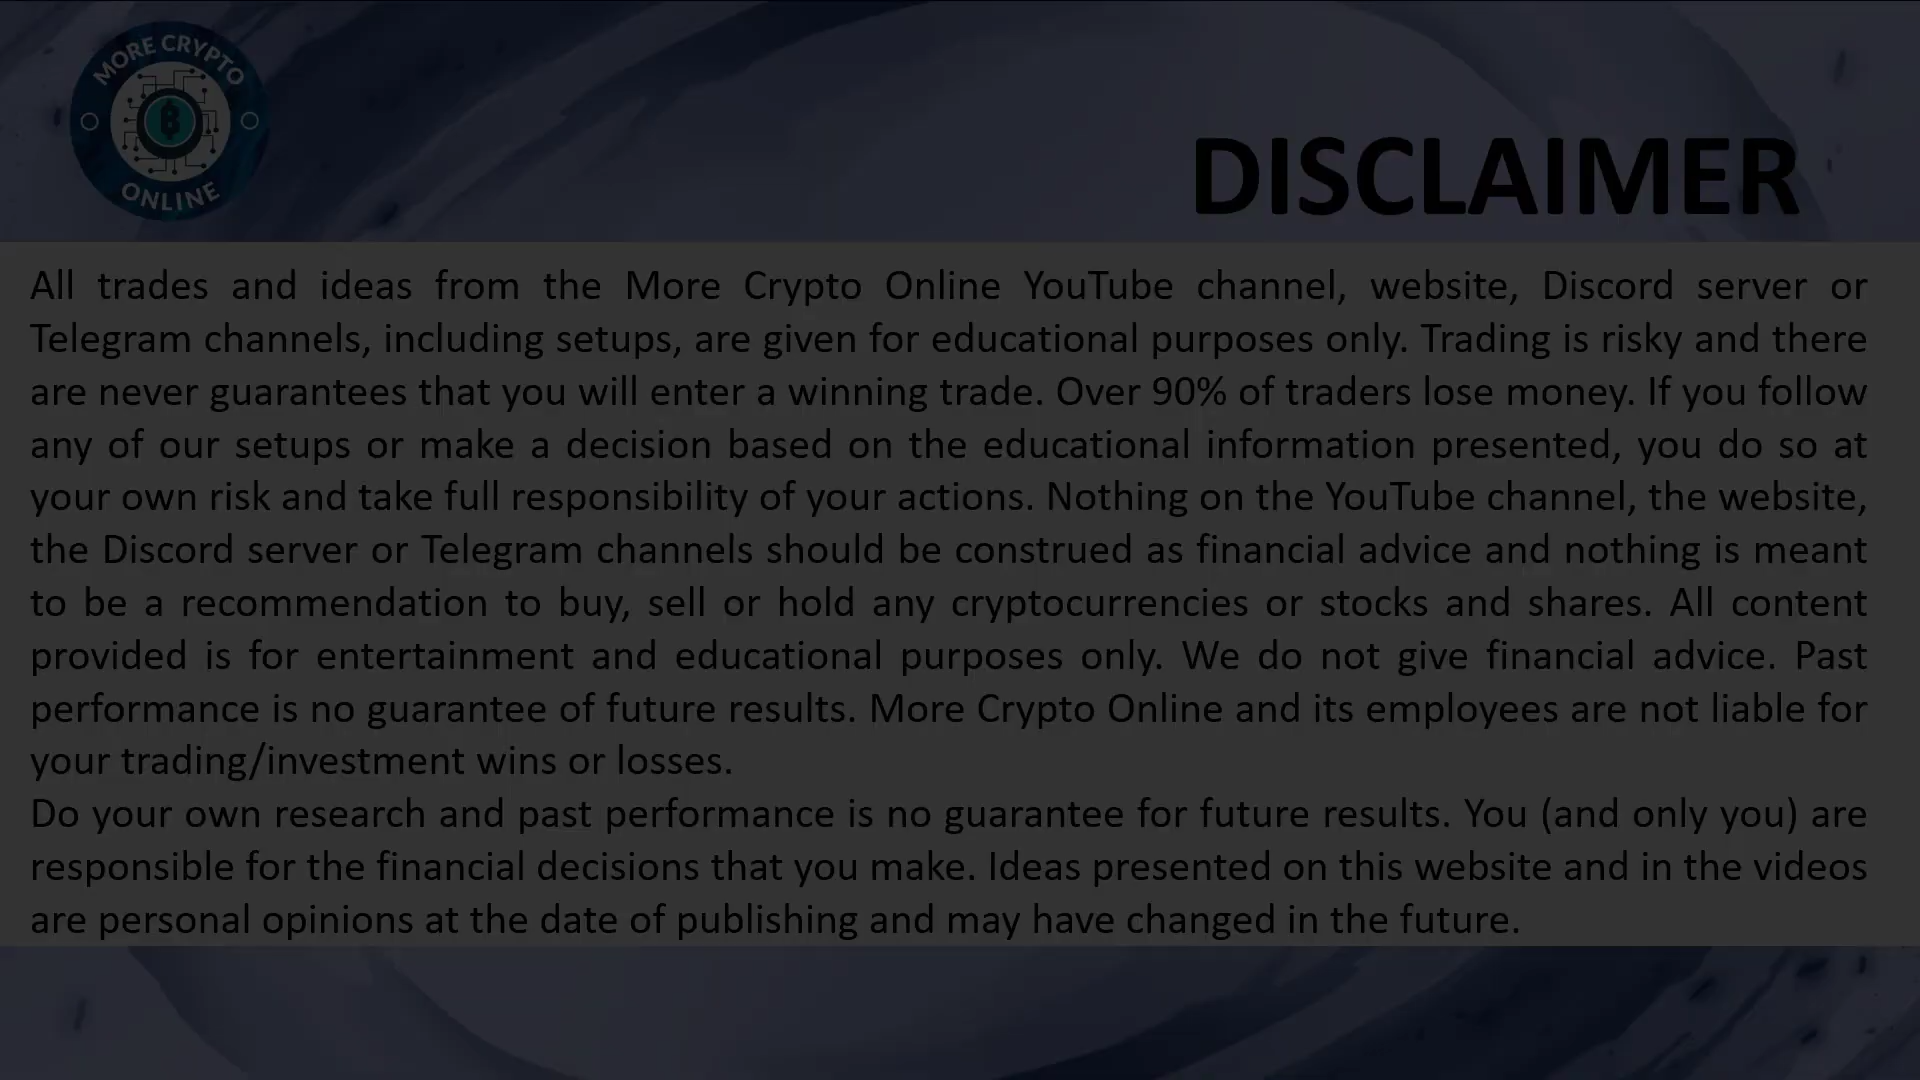 MORE CRYPTO
ONLINE
DISCLAIMER
All trades and ideas from the More Crypto Online YouTube channel, website, Discord server or
Telegram channels, including setups, are given for educational purposes only. Trading is risky and there
are never guarantees that you will enter a winning trade. Over 90% of traders lose money. If you follow
any of our setups or make a decision based on the educational information presented, you do so at
your own risk and take full responsibility of your actions. Nothing on the YouTube channel, the website,
the Discord server or Telegram channels should be construed as financial advice and nothing is meant
to be a recommendation to buy, sell or hold any cryptocurrencies or stocks and shares. All content
provided is for entertainment and educational purposes only. We do not give financial advice. Past
performance is no guarantee of future results. More Crypto Online and its employees are not liable for
your trading/investment wins or losses.
Do your own research and past performance is no guarantee for future results. You (and only you) are
responsible for the financial decisions that you make. Ideas presented on this website and in the videos
are personal opinions at the date of publishing and may have changed in the future.